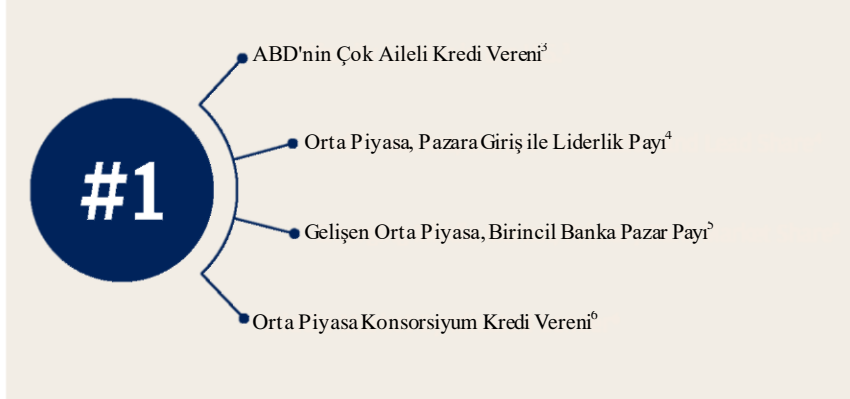 ABD'nin Çok Aileli Kredi Vereni³
Orta Piyasa, Pazara Giriş ile Liderlik Payı⁴
#1
Gelişen Orta Piyasa, Birincil Banka Pazar Payı⁵
Orta Piyasa Konsorsiyum Kredi Vereni⁶